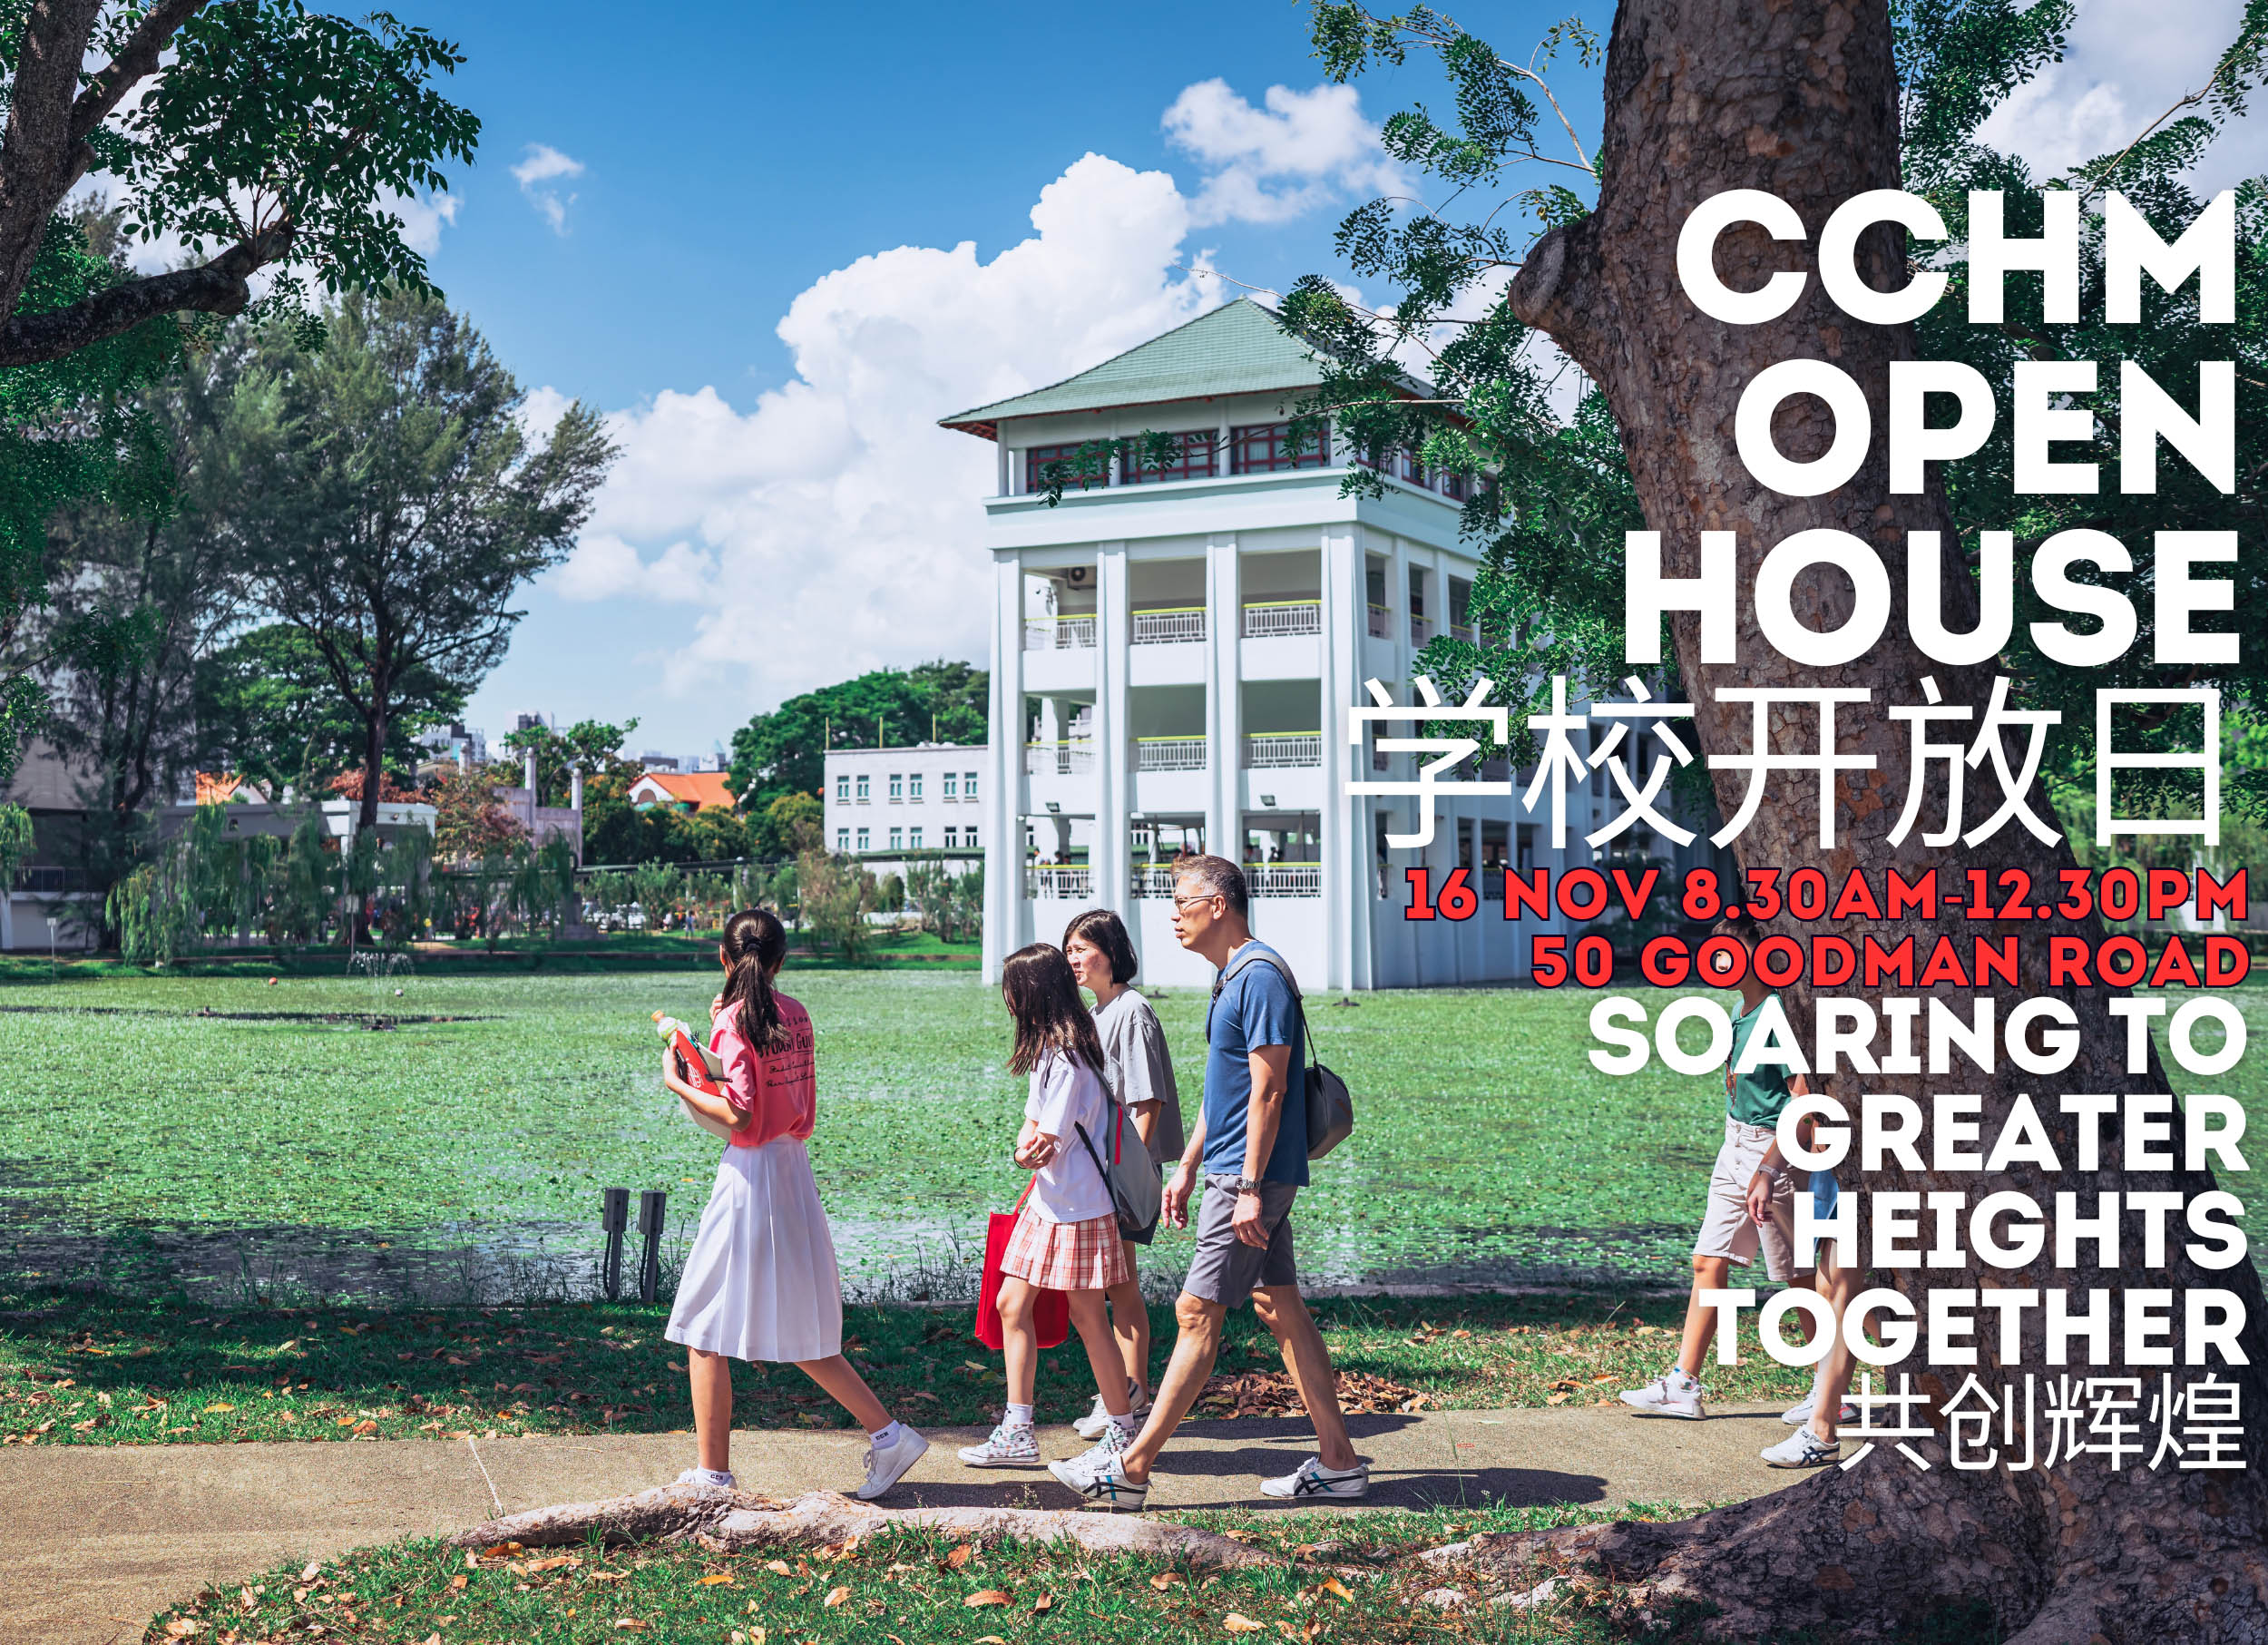 CCHM
OPEN
HOUSE
学校开放日
16 NOV 8.30AM-12.30PM
50 GOODMAN ROAD
SOARING TO
GREATER
HEIGHTS
TOGETHER
共创辉煌